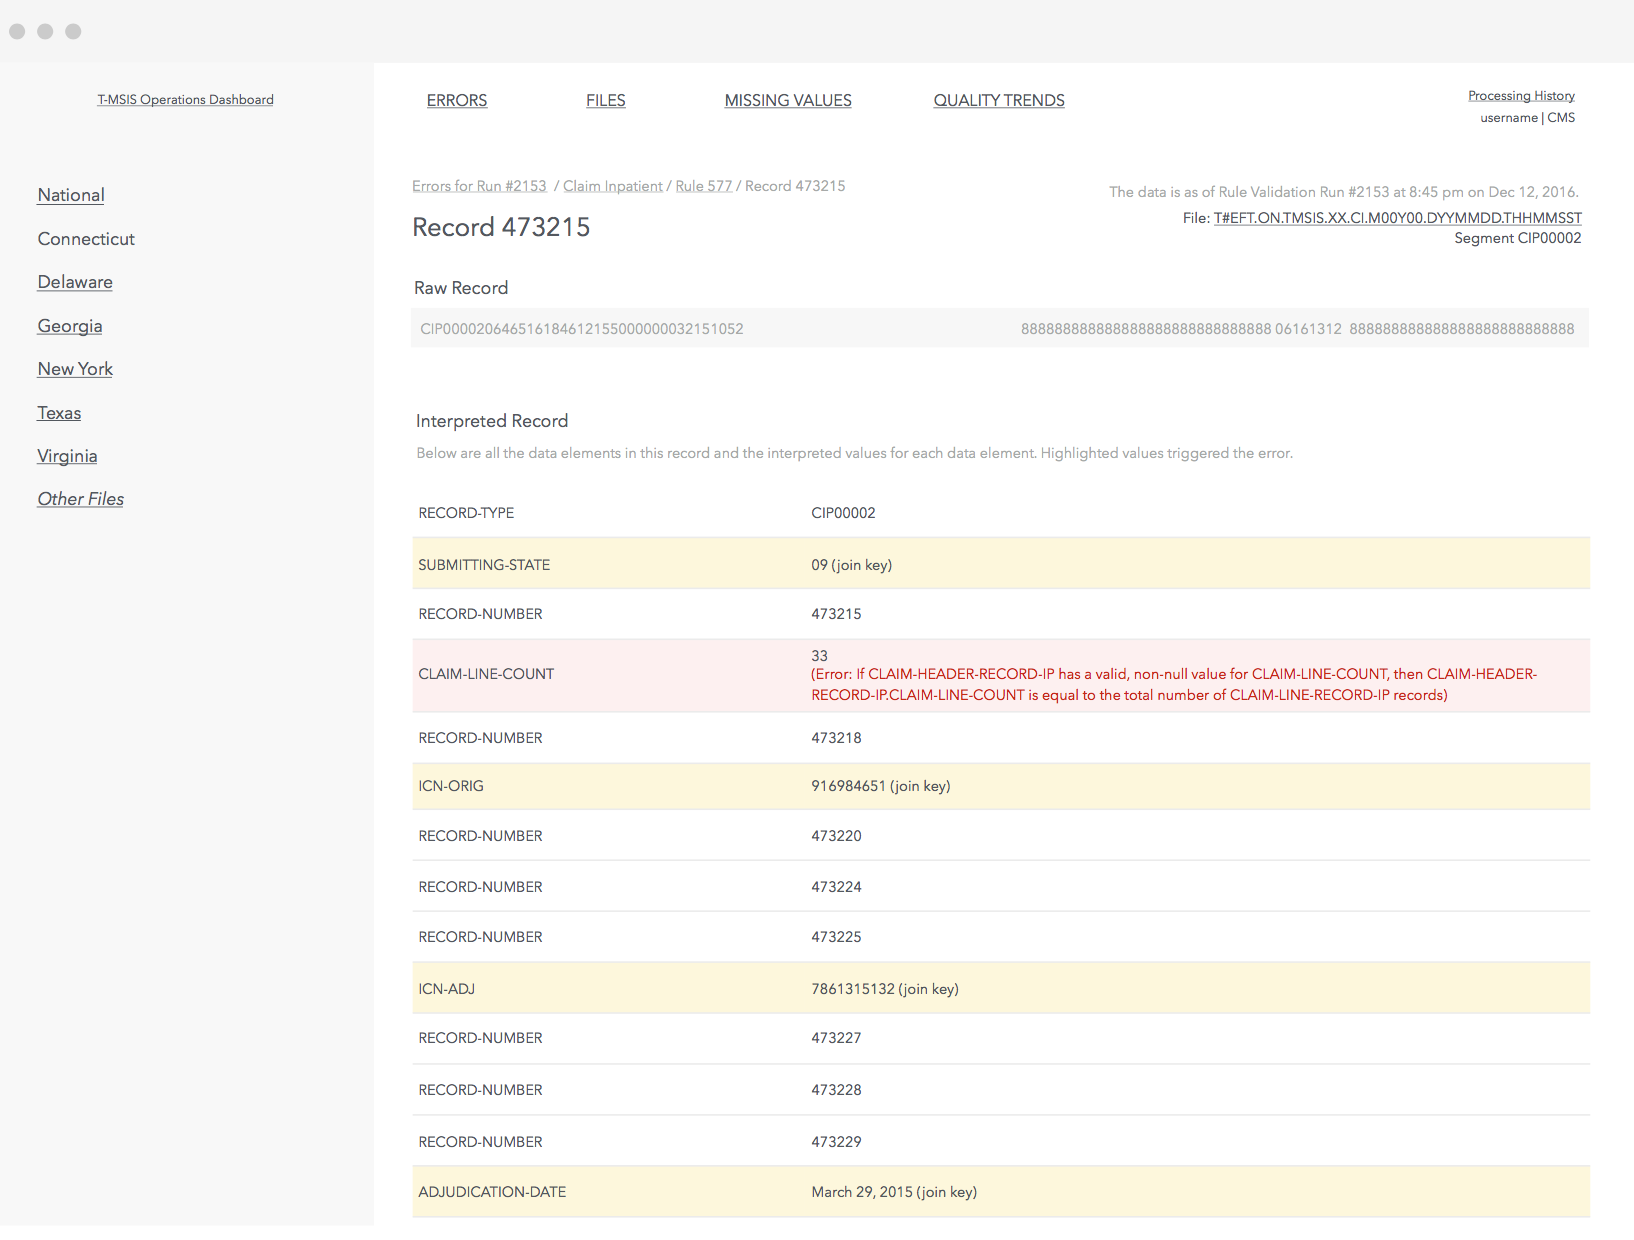 T-MSIS Operations Dashboard
ERRORS
FILES
MISSING VALUES
QUALITY TRENDS
Processing History
username | CMS
National
Connecticut
Delaware
Georgia
New York
Texas
Virginia
Other Files
Errors for Run #2153 / Claim Inpatient / Rule 577 / Record 473215
Record 473215
The data is as of Rule Validation Run #2153 at 8:45 pm on Dec 12, 2016.
File: T#EFT.ON.TMSIS.XX.CI.M00Y00.DYYMMDD.THHMMSST
Segment CIP00002
Raw Record
CIP000020646516184612155000000032151052 888888888888888888888888888888 06161312 888888888888888888888888888
Interpreted Record
Below are all the data elements in this record and the interpreted values for each data element. Highlighted values triggered the error.
RECORD-TYPE CIP00002
SUBMITTING-STATE 09 (join key)
RECORD-NUMBER 473215
CLAIM-LINE-COUNT 33
(Error: If CLAIM-HEADER-RECORD-IP has a valid, non-null value for CLAIM-LINE-COUNT, then CLAIM-HEADER-
RECORD-IP.CLAIM-LINE-COUNT is equal to the total number of CLAIM-LINE-RECORD-IP records)
RECORD-NUMBER 473218
ICN-ORIG 916984651 (join key)
RECORD-NUMBER 473220
RECORD-NUMBER 473224
RECORD-NUMBER 473225
ICN-ADJ 7861315132 (join key)
RECORD-NUMBER 473227
RECORD-NUMBER 473228
RECORD-NUMBER 473229
ADJUDICATION-DATE March 29, 2015 (join key)